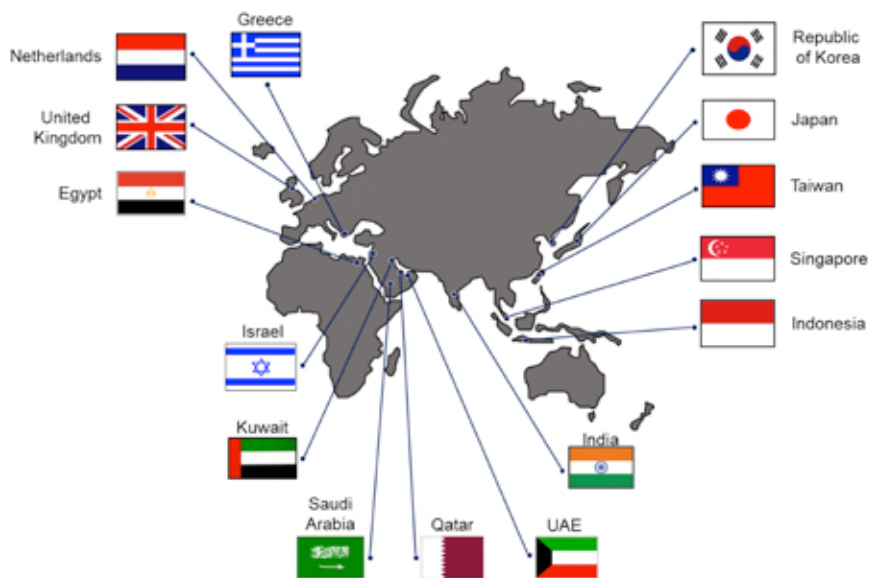 Greece
Netherlands
United
Kingdom
Egypt
Republic
of Korea
Japan
Taiwan
Singapore
Indonesia
Israel
Kuwait
India
Saudi
Arabia
Qatar
UAE